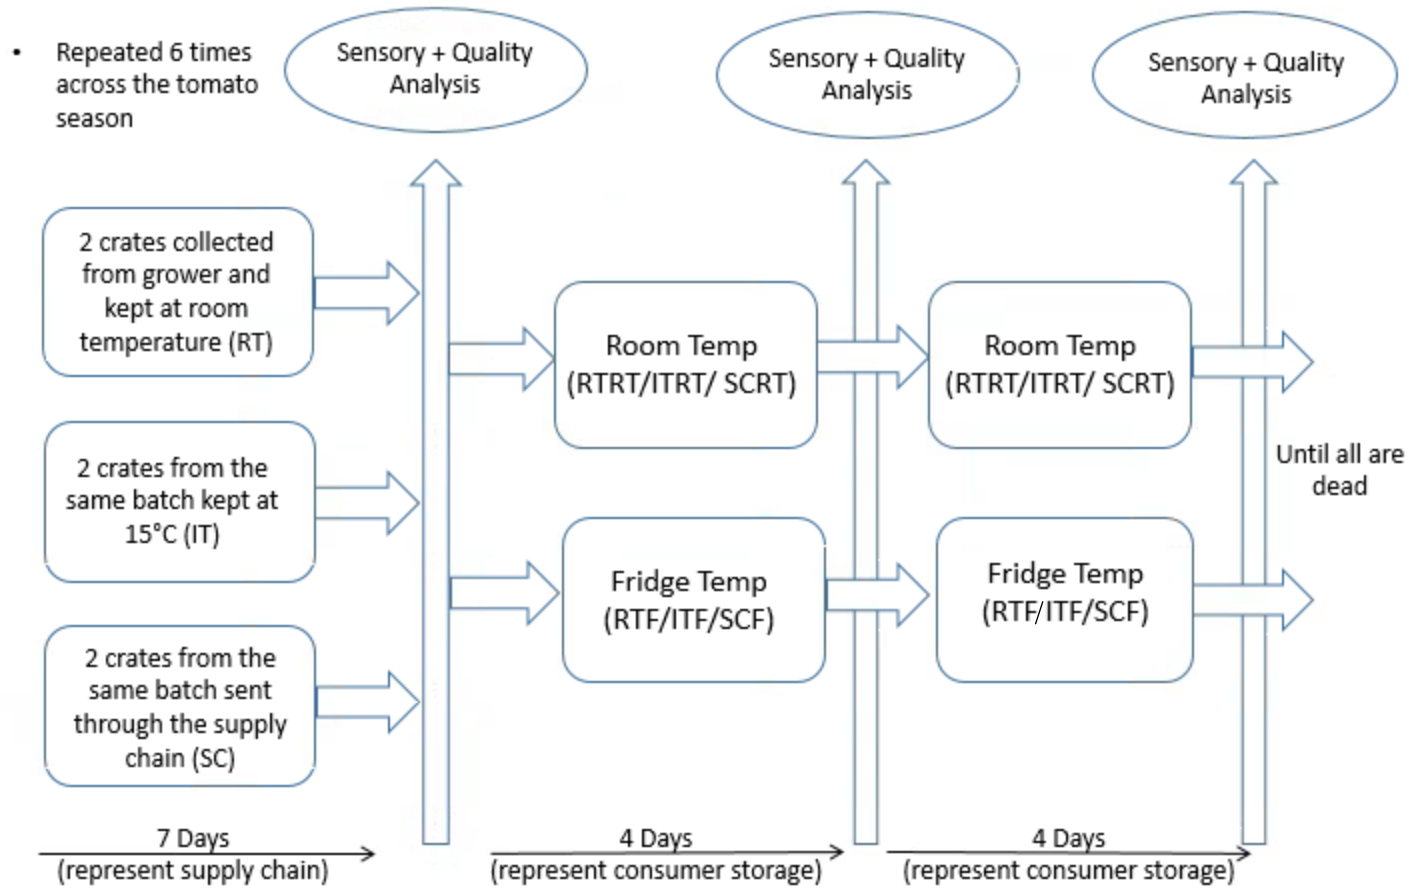 • Repeated 6 times
across the tomato
season
Sensory + Quality
Analysis
Sensory + Quality
Analysis
Sensory + Quality
Analysis
2 crates collected
from grower and
kept at room
temperature (RT)
2 crates from the
same batch kept at
15°C (IT)
2 crates from the
same batch sent
through the supply
chain (SC)
Room Temp
(RTRT/ITRT/ SCRT)
Room Temp
(RTRT/ITRT/ SCRT)
Fridge Temp
(RTF/ITF/SCF)
Fridge Temp
(RTF/ITF/SCF)
Until all are
dead
7 Days
(represent supply chain)
4 Days
(represent consumer storage)
4 Days
(represent consumer storage)